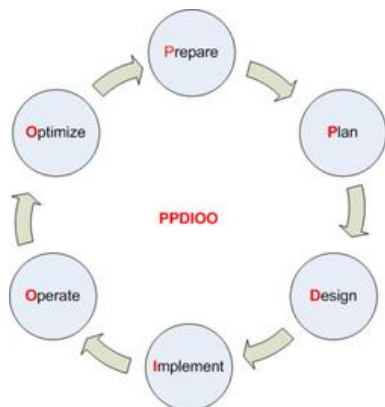 Prepare
Plan
Design
Implement
Operate
Optimize
PPDIOO